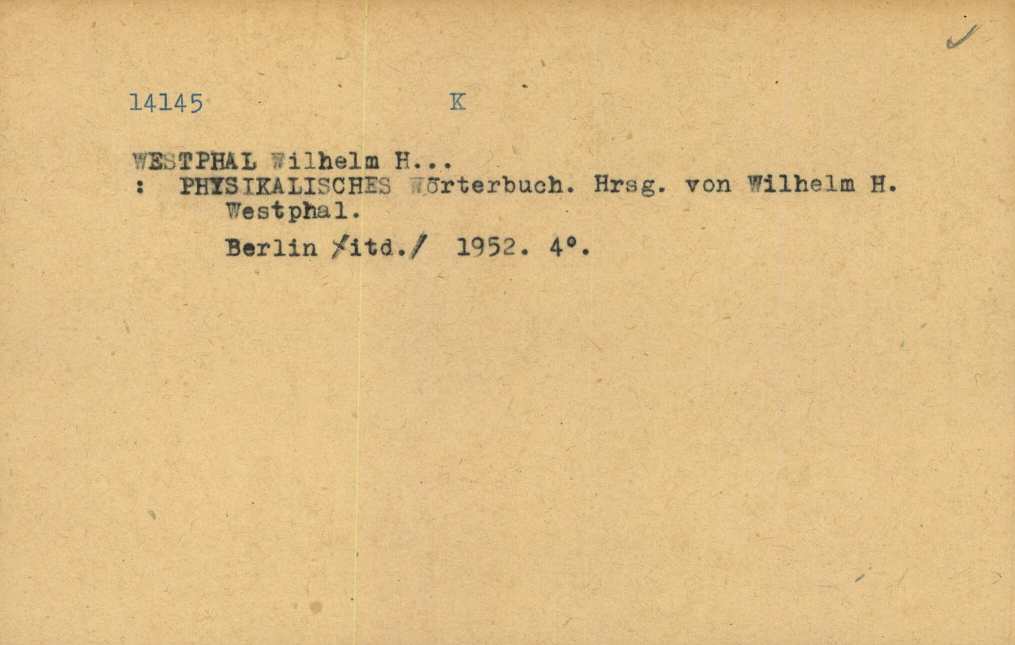 14145 K
WESTPHAL Wilhelm H...
: PHYSIKALISCHES Wörterbuch. Hrsg. von Wilhelm H.
Westphal.
Berlin /itd./ 1952. 4°.